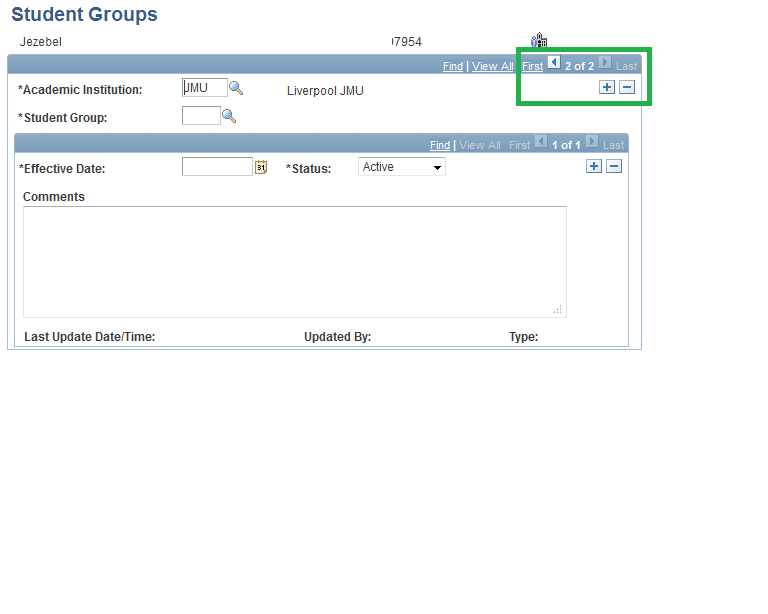 Student Groups
Jezebel 07954
Find | View All First 2 of 2 Last
*Academic Institution: JMU Liverpool JMU
*Student Group:
Find | View All First 1 of 1 Last
*Effective Date: 31 *Status: Active
Comments
Last Update Date/Time: Updated By: Type: